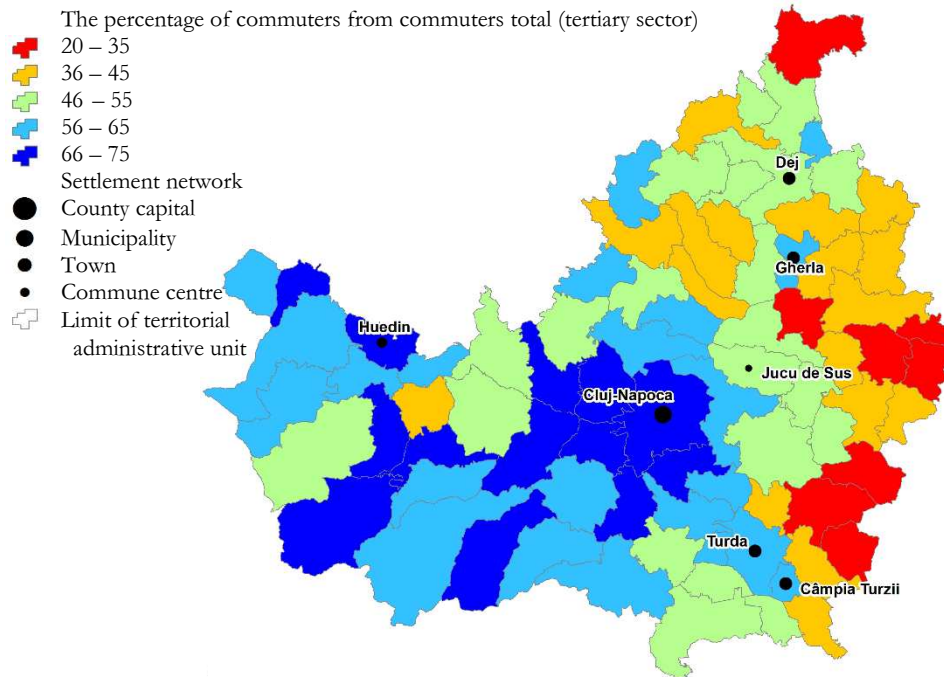 The percentage of commuters from commuters total (tertiary sector)
20 – 35
36 – 45
46 – 55
56 – 65
66 – 75
Settlement network
County capital
Municipality
Town
Commune centre
Limit of territorial
administrative unit
Dej
Gherla
Huedin
Jucu de Sus
Cluj-Napoca
Turda
Câmpia Turzii